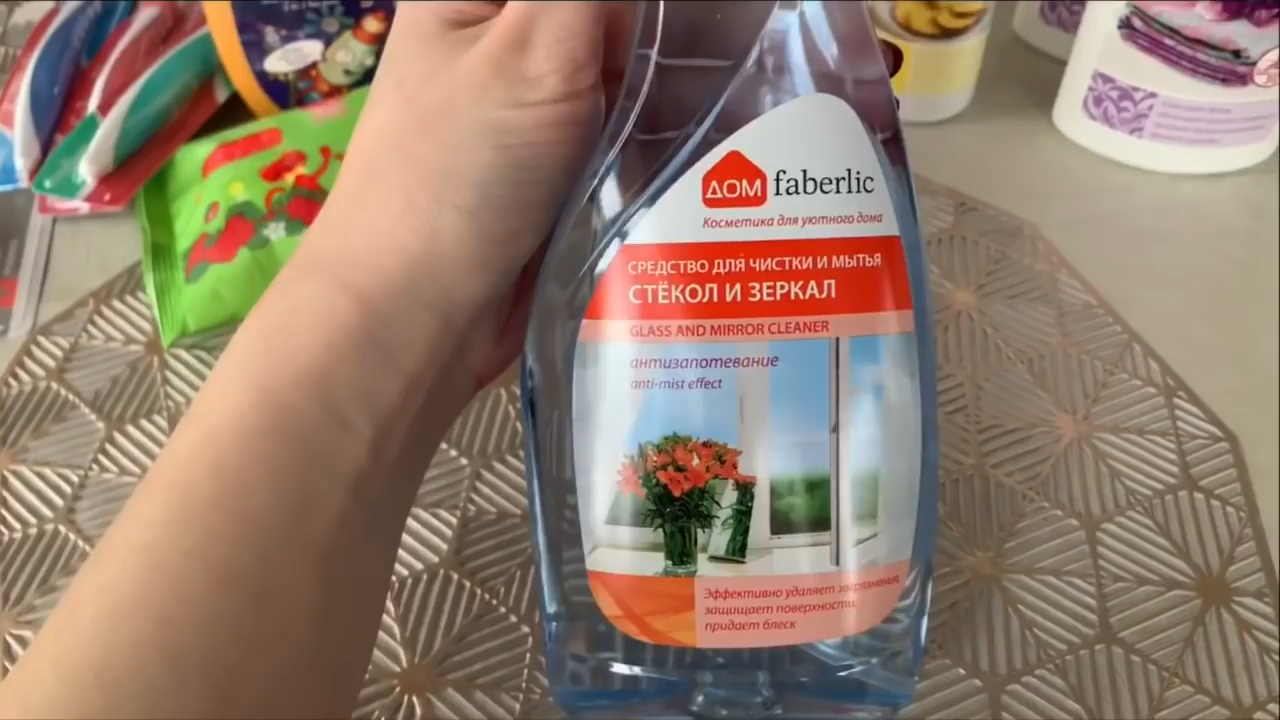 ДОМ faberlic
Косметика для уютного дома
СРЕДСТВО ДЛЯ ЧИСТКИ И МЫТЬЯ
СТЁКОЛ И ЗЕРКАЛ
GLASS AND MIRROR CLEANER
антизапотевание
anti-mist effect
Эффективно удаляет загрязнения,
защищает поверхности,
придает блеск